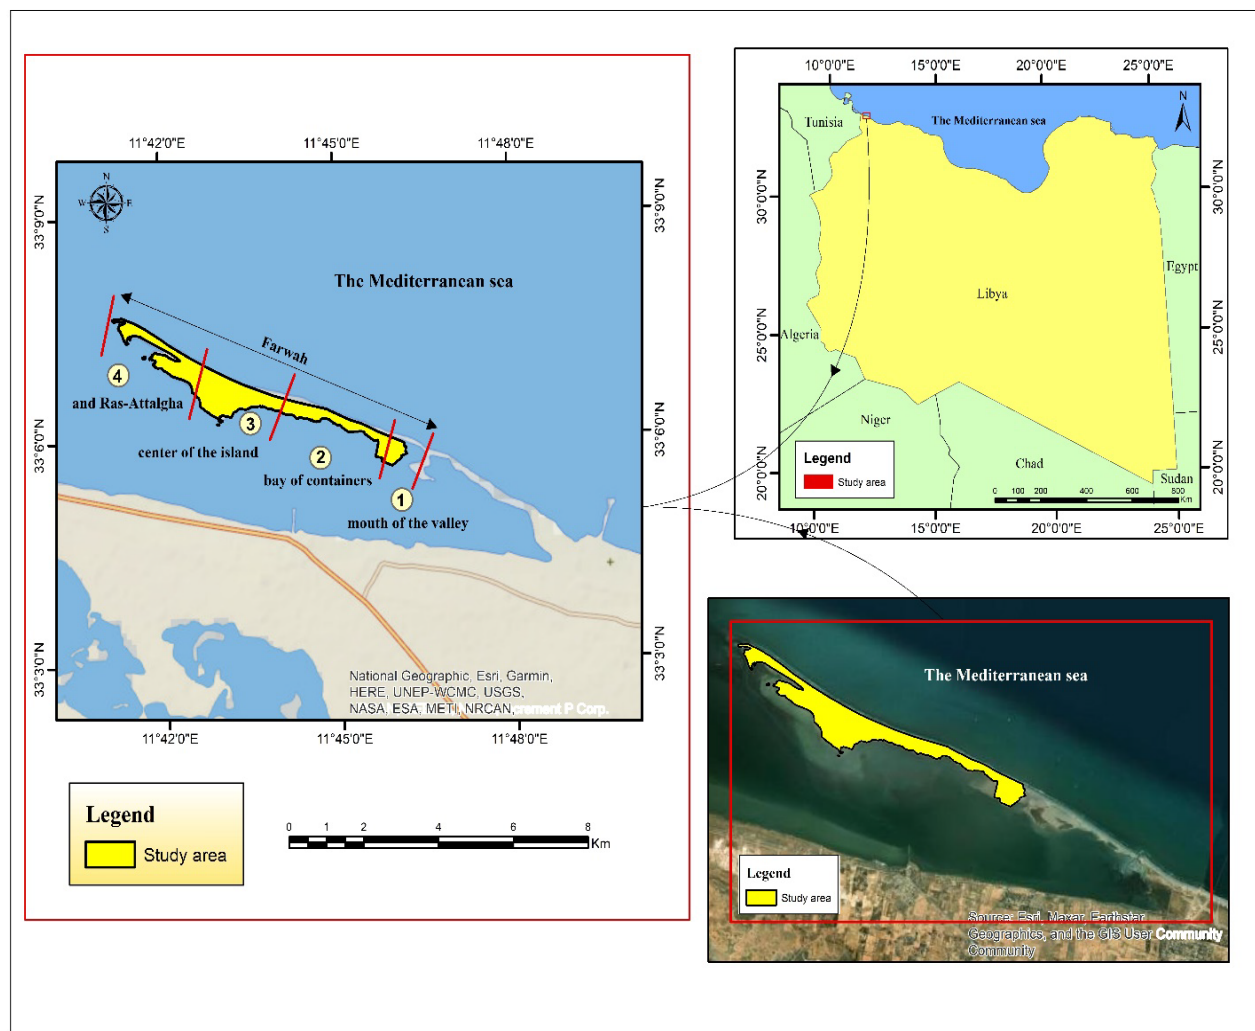 11°42'0"E
11°45'0"E
11°48'0"E
33°9'0"N
33°9'0"N
N
W
E
S
The Mediterranean sea
Farwah
4
and Ras-Attalgha
3
center of the island
2
bay of containers
1
mouth of the valley
33°6'0"N
33°6'0"N
33°3'0"N
33°3'0"N
National Geographic, Esri, Garmin,
HERE, UNEP-WCMC, USGS,
NASA, ESA, METI, NRCAN,
crement P Corp.
11°42'0"E
11°45'0"E
11°48'0"E
Legend
Study area
0
1
2
4
6
8
Km
10°0'0"E
15°0'0"E
20°0'0"E
25°0'0"E
N
Tunisia
The Mediterranean sea
30°0'0"N
30°0'0"N
Egypt
Libya
Algeria
25°0'0"N
25°0'0"N
Niger
Chad
Sudan
20°0'0"N
20°0'0"N
Legend
Study area
0
100
200
400
600
800
Km
10°0'0"E
15°0'0"E
20°0'0"E
25°0'0"E
The Mediterranean sea
Legend
Study area
Source: Esri, Maxar, Earthstar
Geographics, and the GIS User Community
Community